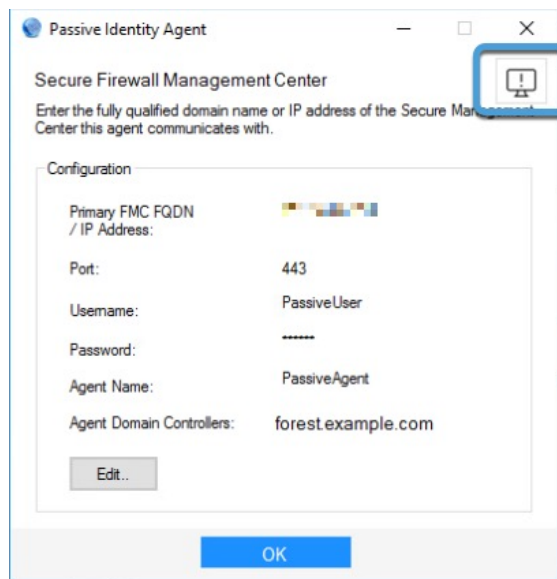 Passive Identity Agent
Secure Firewall Management Center
Enter the fully qualified domain name or IP address of the Secure Management
Center this agent communicates with.
Configuration
Primary FMC FQDN
/ IP Address:
Port: 443
Username: PassiveUser
Password: ••••••
Agent Name: PassiveAgent
Agent Domain Controllers: forest.example.com
Edit..
OK